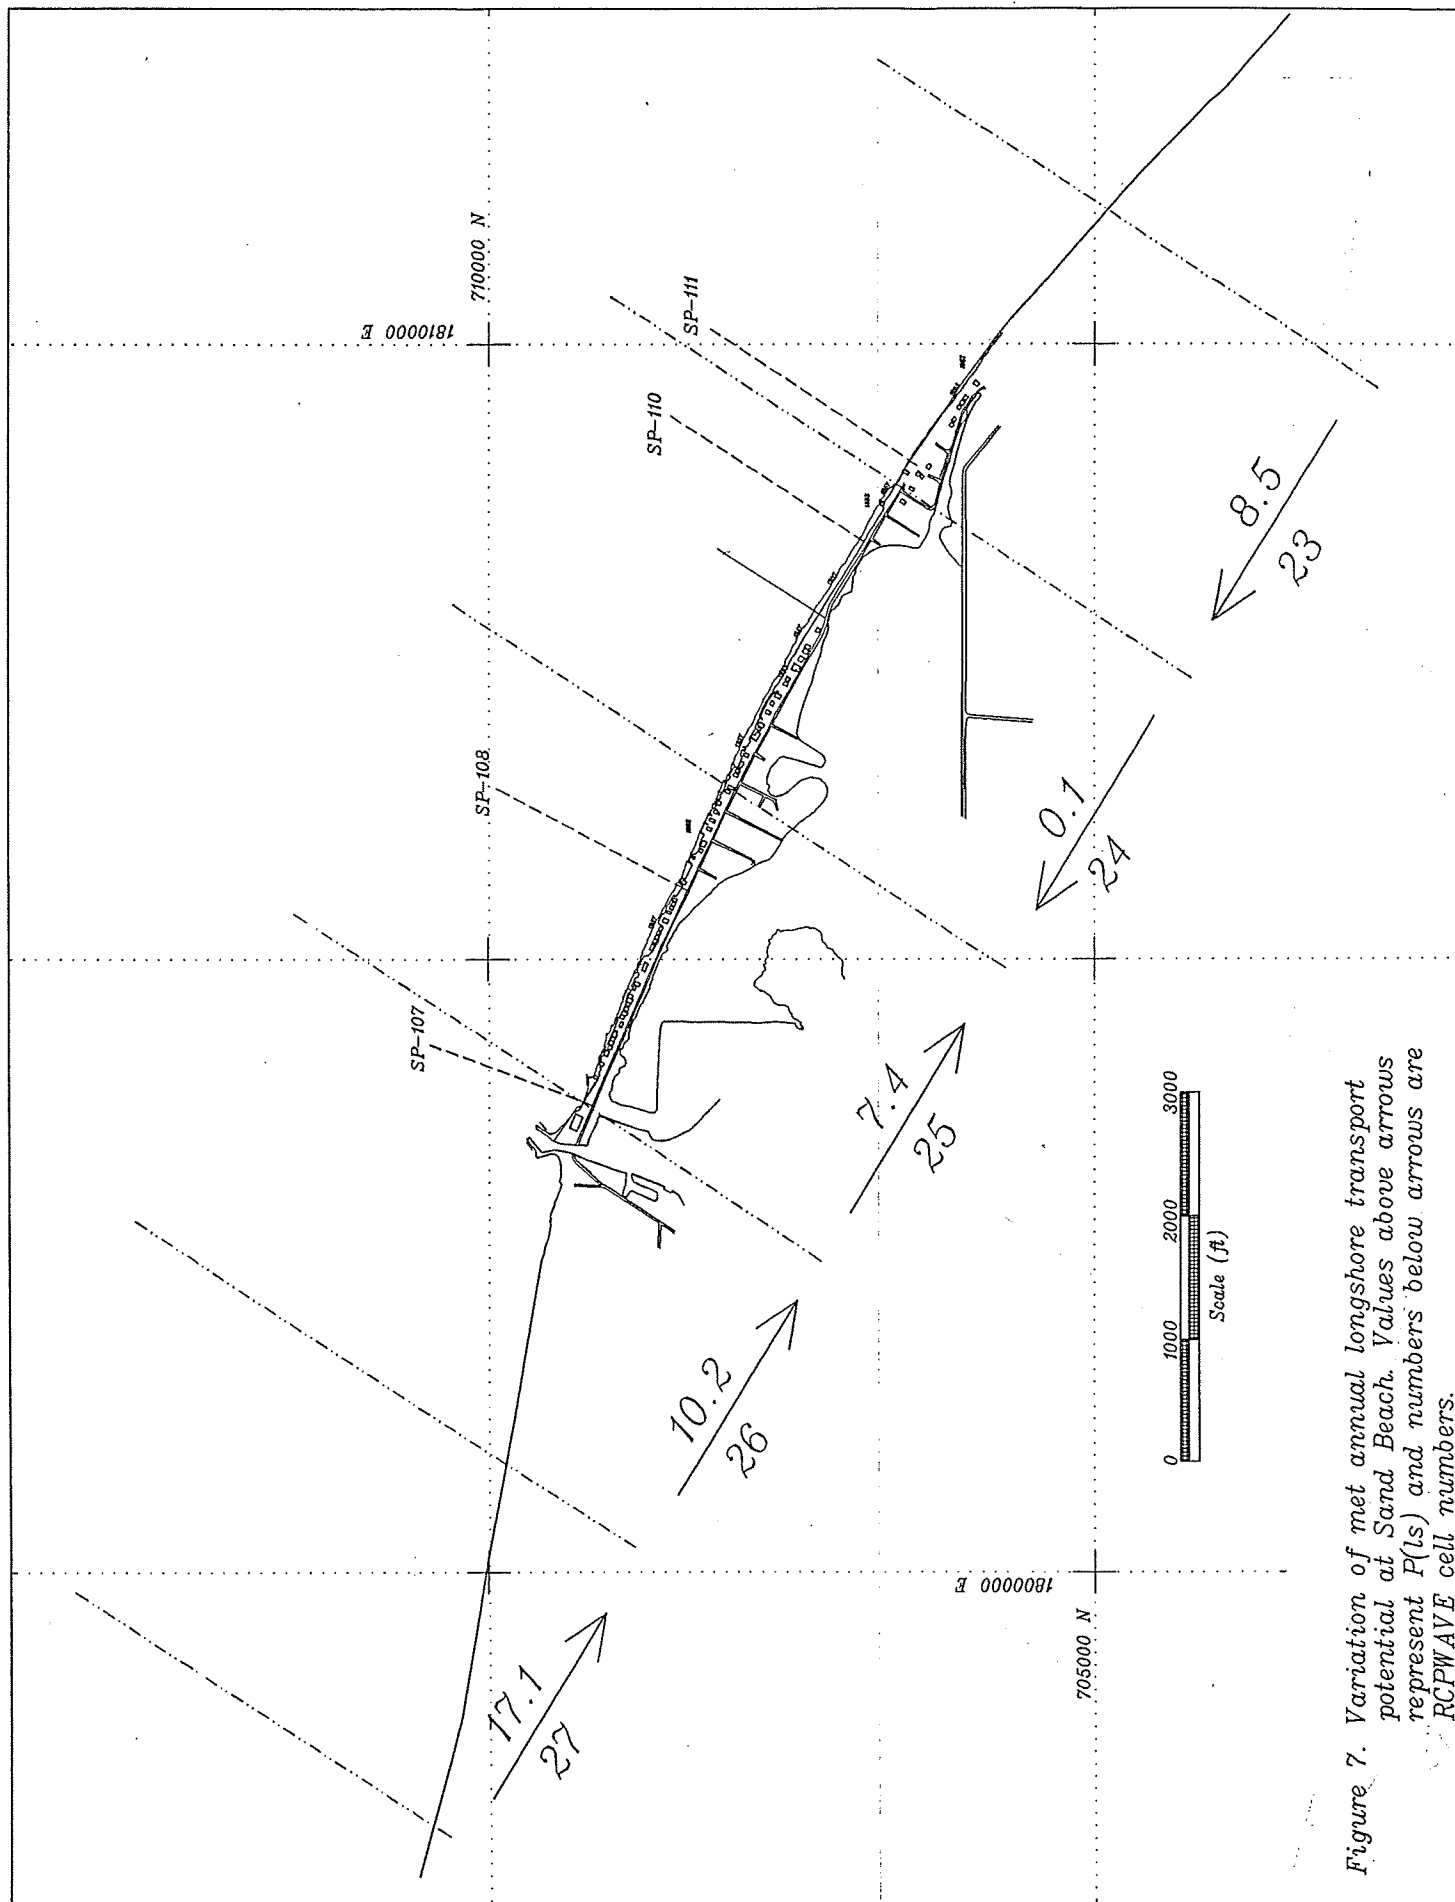 710000 N
1810000 E
SP-111
SP-110
SP-108
SP-107
8.5
23
0.1
24
7.4
25
10.2
26
17.1
27
1800000 E
705000 N
0 1000 2000 3000
Scale (ft)
Figure 7. Variation of met annual longshore transport
potential at Sand Beach. Values above arrows
represent P(ls) and numbers below arrows are
RCPWAVE cell numbers.